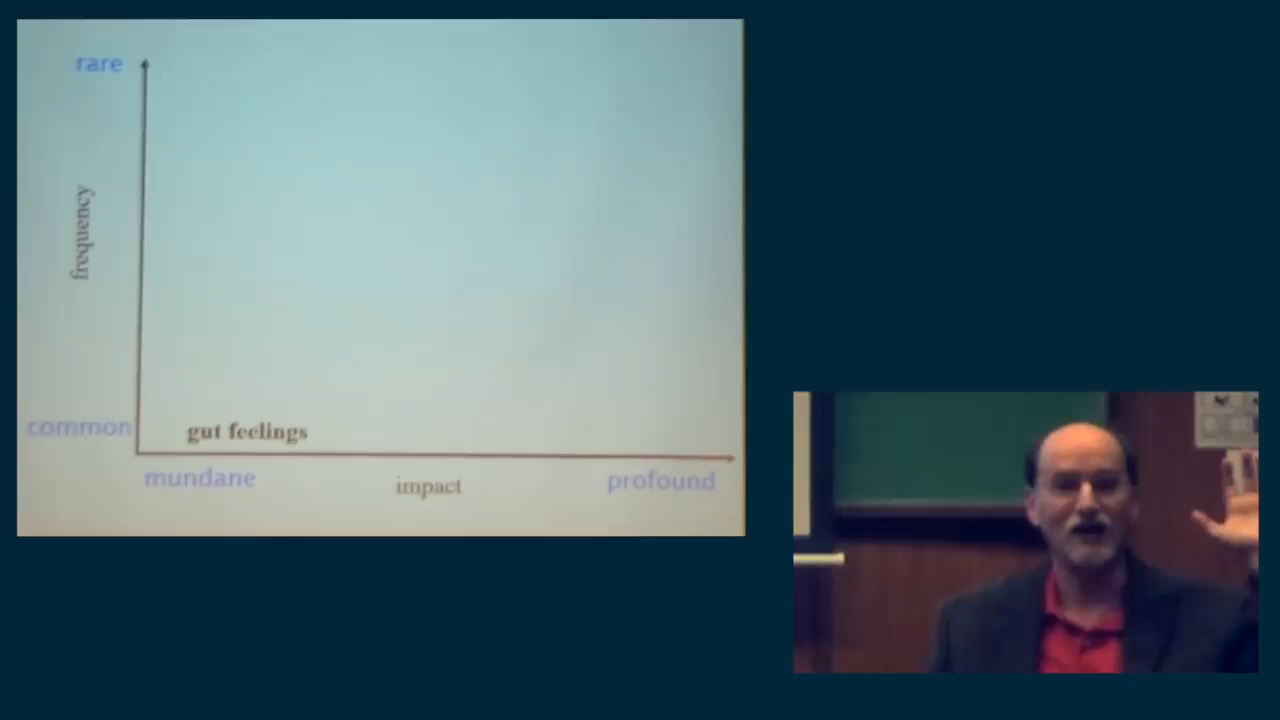 rare
frequency
common
gut feelings
mundane
impact
profound